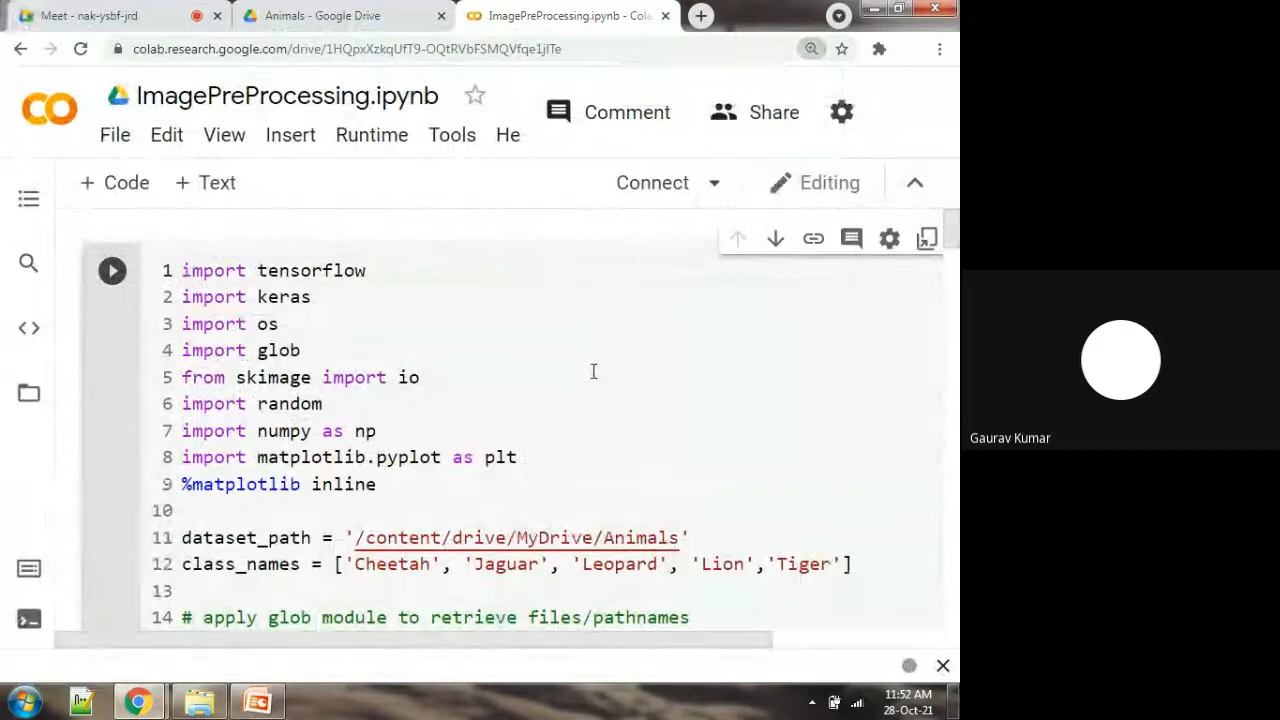 Meet - nak-ysbf-jrd
Animals - Google Drive
ImagePreProcessing.ipynb - Cola
colab.research.google.com/drive/1HQpxXzkqUfT9-OQtRVbFSMQVfqe1jITe
ImagePreProcessing.ipynb
Comment
Share
File Edit View Insert Runtime Tools He
+ Code + Text
Connect
Editing
1 import tensorflow
2 import keras
3 import os
4 import glob
5 from skimage import io
6 import random
7 import numpy as np
8 import matplotlib.pyplot as plt
9 %matplotlib inline
10
11 dataset_path = '/content/drive/MyDrive/Animals'
12 class_names = ['Cheetah', 'Jaguar', 'Leopard', 'Lion','Tiger']
13
14 # apply glob module to retrieve files/pathnames
Gaurav Kumar
11:52 AM
28-Oct-21